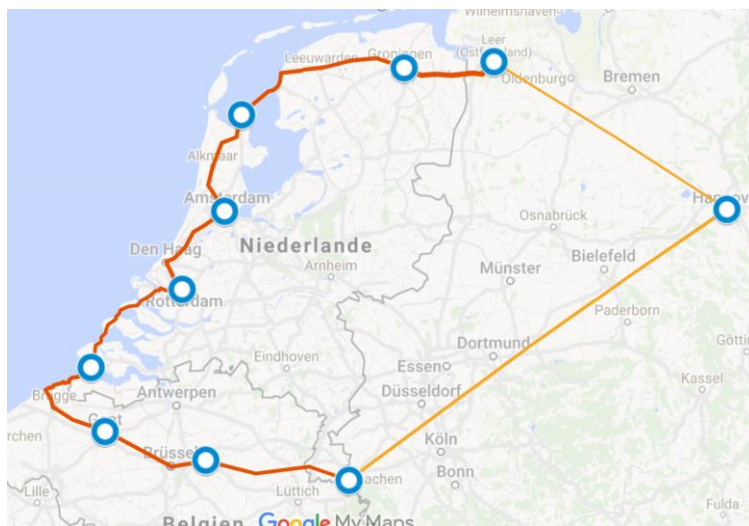 Wilhelmshaven
Leeuwarden
Groningen
Leer
(Ostfriesland)
Oldenburg
Bremen
Alkmaar
Amsterdam
Hannov
Osnabrück
Den Haag
Niederlande
Arnheim
Münster
Bielefeld
Rotterdam
Paderborn
Götti
Dortmund
Eindhoven
Essen
Kassel
Brügge
Antwerpen
Düsseldorf
Gent
irchen
Köln
Brüssel
achen
Bonn
Lille
Lüttich
Fulda
Belgien
Google My Maps